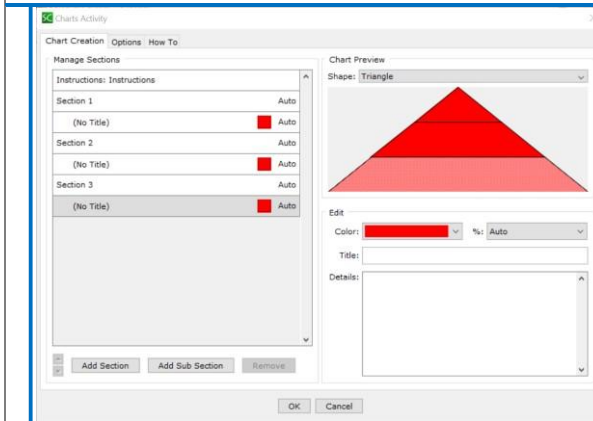 SC Charts Activity
Chart Creation Options How To
Manage Sections
Instructions: Instructions
Section 1 Auto
(No Title) Auto
Section 2 Auto
(No Title) Auto
Section 3 Auto
(No Title) Auto
Add Section Add Sub Section Remove
Chart Preview
Shape: Triangle
Edit
Color: %: Auto
Title:
Details:
OK Cancel